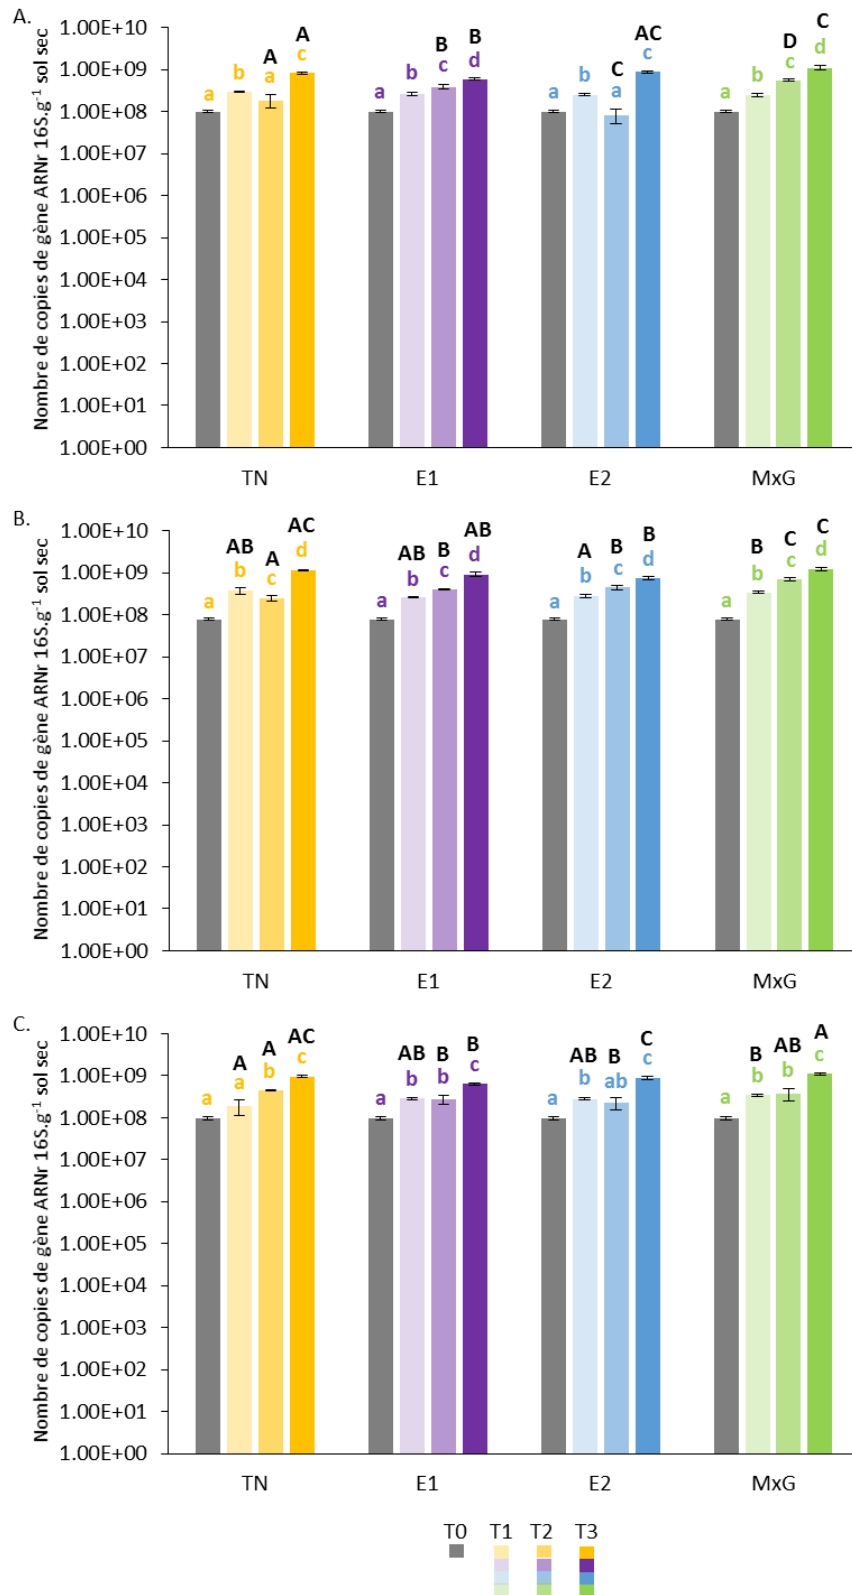 A.
Nombre de copies de gène ARNr 16S.g-1 sol sec
1.00E+10
1.00E+09
1.00E+08
1.00E+07
1.00E+06
1.00E+05
1.00E+04
1.00E+03
1.00E+02
1.00E+01
1.00E+00
A B AC C
A c B d C c D d
a b a a b c a b a a b c
TN E1 E2 MxG
B.
Nombre de copies de gène ARNr 16S.g-1 sol sec
1.00E+10
1.00E+09
1.00E+08
1.00E+07
1.00E+06
1.00E+05
1.00E+04
1.00E+03
1.00E+02
1.00E+01
1.00E+00
AB A AC AB B AB A B B B C C
a b c d a b c d a b c d a b c d
TN E1 E2 MxG
C.
Nombre de copies de gène ARNr 16S.g-1 sol sec
1.00E+10
1.00E+09
1.00E+08
1.00E+07
1.00E+06
1.00E+05
1.00E+04
1.00E+03
1.00E+02
1.00E+01
1.00E+00
A A AC AB B B AB B C B AB A
a a b c a b b c a b ab c a b b c
TN E1 E2 MxG
T0 T1 T2 T3